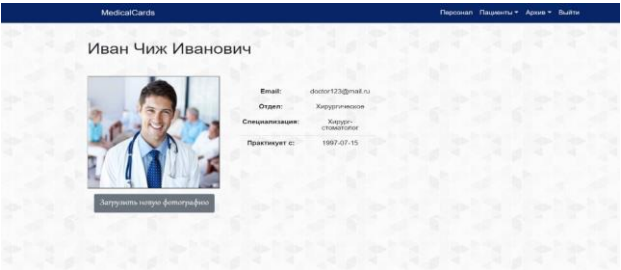 MedicalCards Персонал Пациенты Архив Выйти
Иван Чиж Иванович
Email: doctor123@mail.ru
Отдел: Хирургическое
Специализация: Хирург-
стоматолог
Практикует с: 1997-07-15
Загрузить новую фотографию